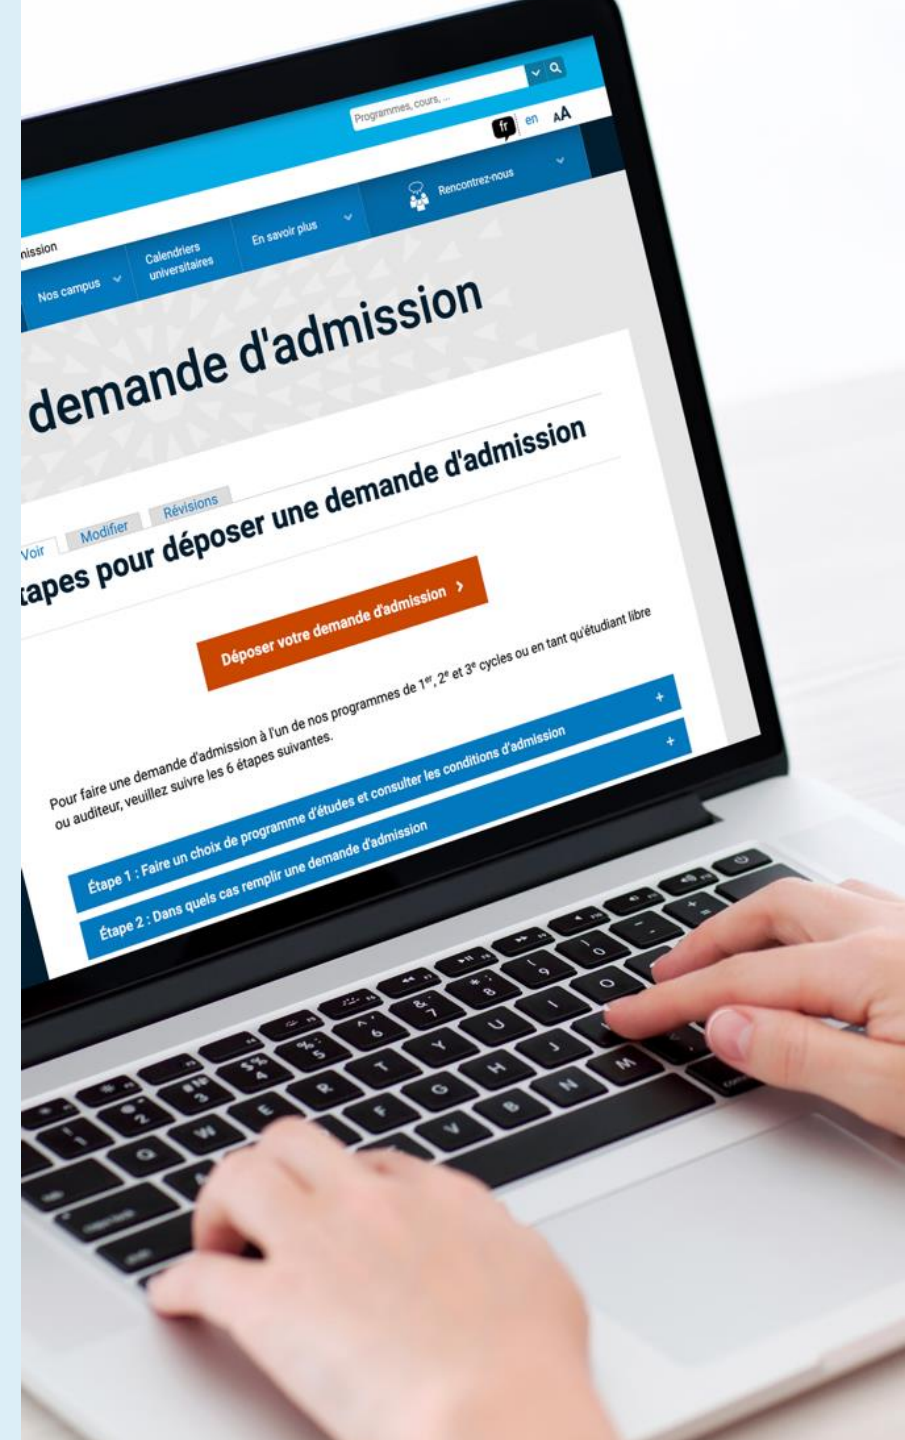 Programmes, cours, ...
fr en AA
mission
Nos campus
Calendriers
universitaires
En savoir plus
Rencontrez-nous
demande d'admission
Voir Modifier Révisions
tapes pour déposer une demande d'admission
Déposer votre demande d'admission >
Pour faire une demande d'admission à l'un de nos programmes de 1er, 2e et 3e cycles ou en tant qu'étudiant libre
ou auditeur, veuillez suivre les 6 étapes suivantes.
Étape 1 : Faire un choix de programme d'études et consulter les conditions d'admission +
Étape 2 : Dans quels cas remplir une demande d'admission +